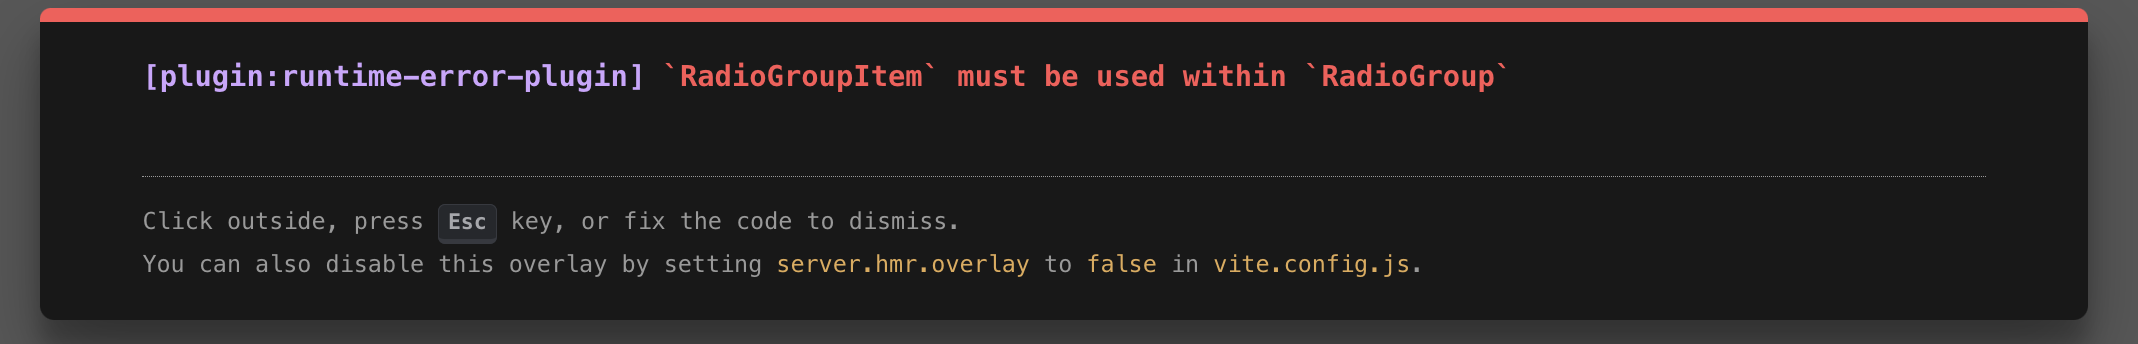 [plugin:runtime-error-plugin] `RadioGroupItem` must be used within `RadioGroup`
Click outside, press Esc key, or fix the code to dismiss.
You can also disable this overlay by setting server.hmr.overlay to false in vite.config.js.